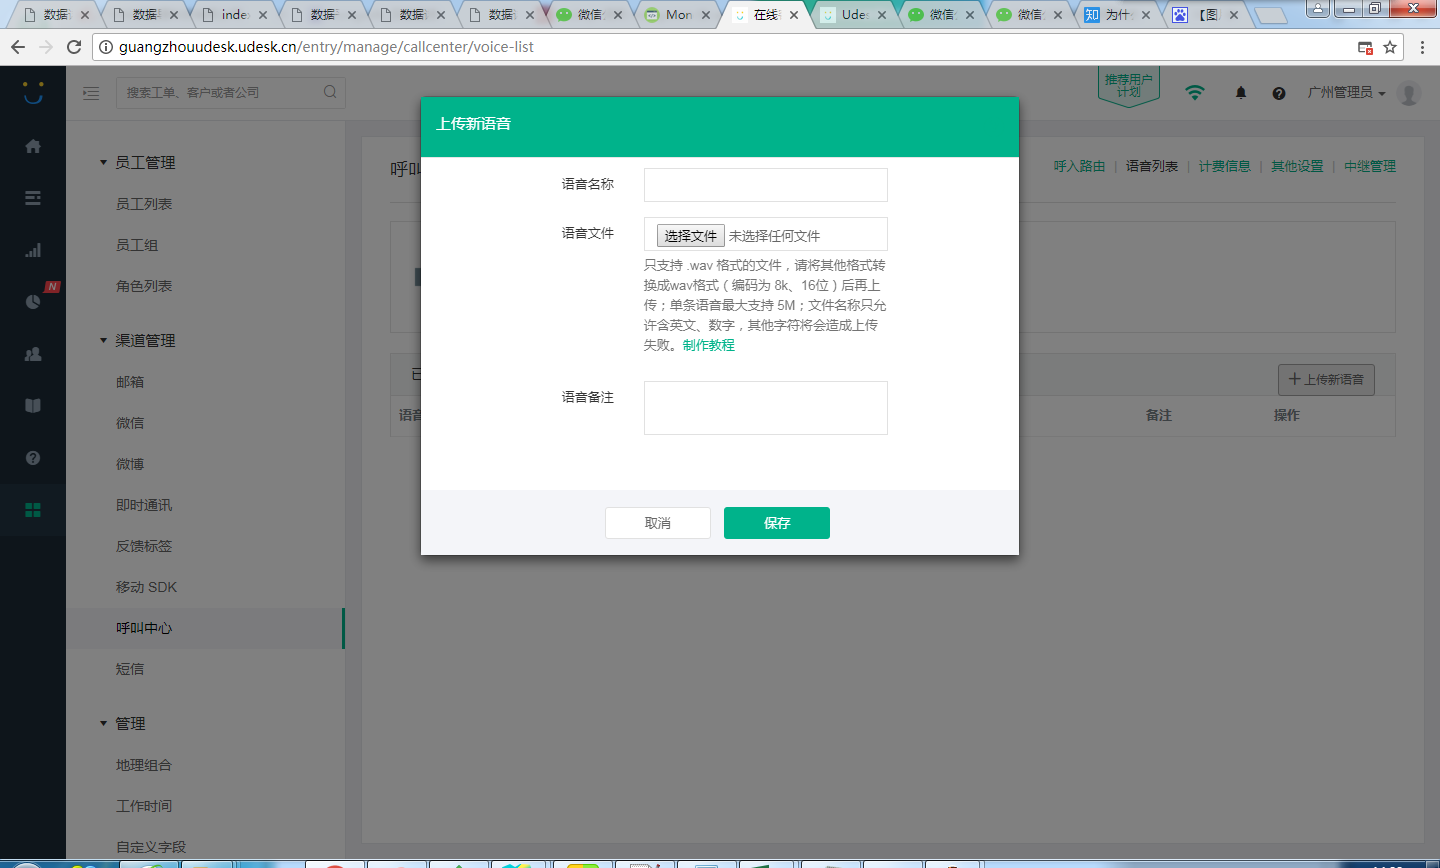 数据
数据
inde
数据
数据
数据
微信
Mon
在线
Udes
微信
微信
知 为什
【图
guangzhouudesk.udesk.cn/entry/manage/callcenter/voice-list
搜索工单、客户或者公司
推荐用户
计划
广州管理员
N
员工管理
员工列表
员工组
角色列表
渠道管理
邮箱
微信
微博
即时通讯
反馈标签
移动 SDK
呼叫中心
短信
管理
地理组合
工作时间
自定义字段
呼叫
呼入路由 | 语音列表 | 计费信息 | 其他设置 | 中继管理
已
上传新语音
语音
备注
操作
上传新语音
语音名称
语音文件
选择文件 未选择任何文件
只支持 .wav 格式的文件，请将其他格式转
换成wav格式（编码为 8k、16位）后再上
传；单条语音最大支持 5M；文件名称只允
许含英文、数字，其他字符将会造成上传
失败。制作教程
语音备注
取消
保存